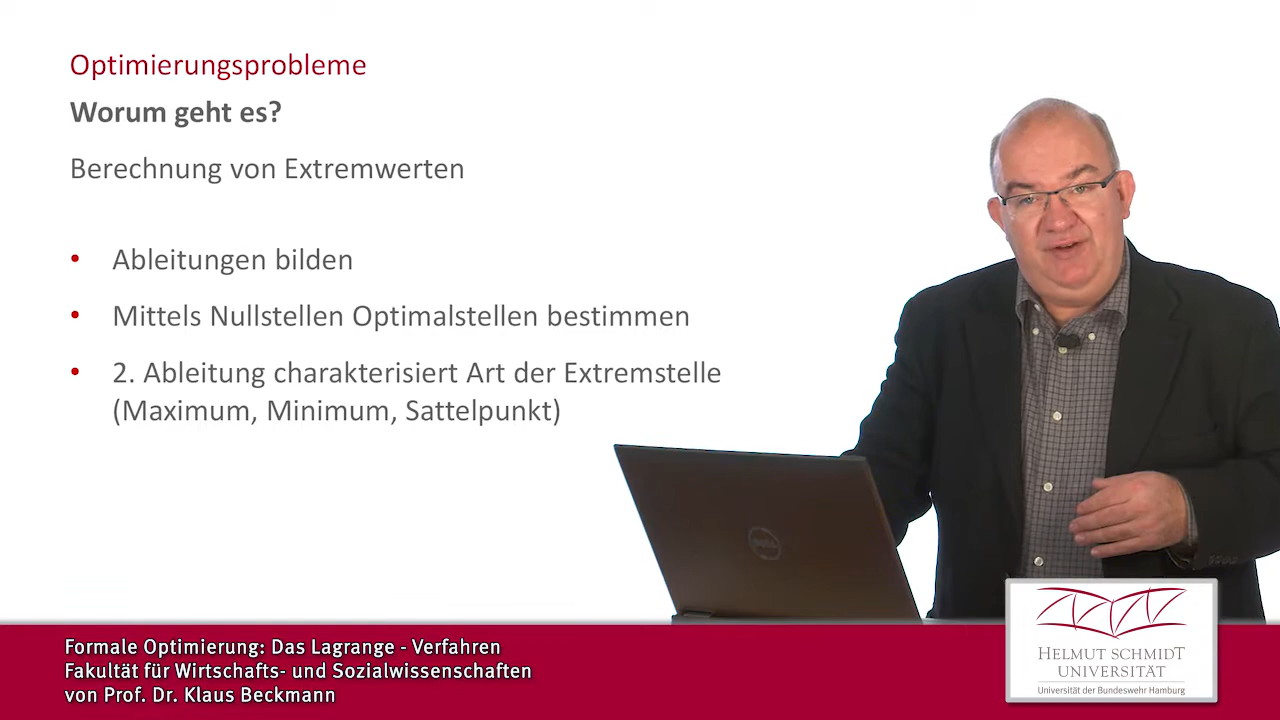 Optimierungsprobleme
Worum geht es?
Berechnung von Extremwerten
• Ableitungen bilden
• Mittels Nullstellen Optimalstellen bestimmen
• 2. Ableitung charakterisiert Art der Extremstelle
(Maximum, Minimum, Sattelpunkt)
DELL
Formale Optimierung: Das Lagrange - Verfahren
Fakultät für Wirtschafts- und Sozialwissenschaften
von Prof. Dr. Klaus Beckmann
HELMUT SCHMIDT
UNIVERSITÄT
Universität der Bundeswehr Hamburg